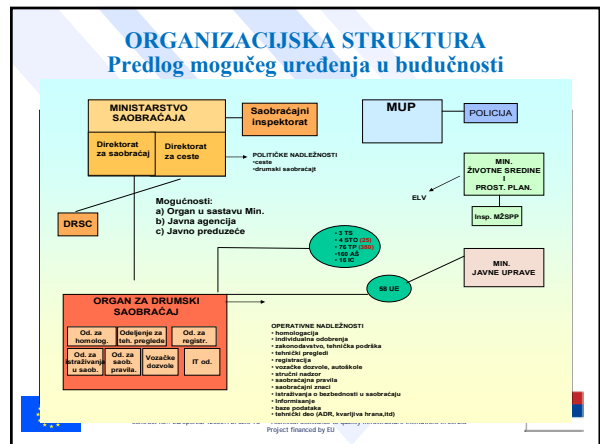 ORGANIZACIJSKA STRUKTURA
Predlog mogučeg uređenja u budučnosti
MINISTARSTVO
SAOBRAĆAJA
Saobraćajni
inspektorat
MUP
POLICIJA
Direktorat
za saobraćaj
Direktorat
za ceste
POLITIČKE NADLEŽNOSTI
•ceste
•drumski saobraćajt
MIN.
ŽIVOTNE SREDINE
I
PROST. PLAN.
ELV
Insp. MŽSPP
DRSC
Mogućnosti:
a) Organ u sastavu Min.
b) Javna agencija
c) Javno preduzeće
• 3 TS
• 4 STO (25)
• 76 TP (380)
•160 AŠ
• 16 IC
MIN.
JAVNE UPRAVE
58 UE
ORGAN ZA DRUMSKI
SAOBRAĆAJ
Od. za
homolog.
Odeljenje za
teh. preglede
Od. za
registr.
Od. za
istraživanja
u saob.
Od. za
saob.
pravila.
Vozačke
dozvole
IT od.
OPERATIVNE NADLEŽNOSTI
• homologacija
• individualna odobrenja
• zakonodavstvo, tehnička podrška
• tehnički pregledi
• registracija
• vozačke dozvole, autoškole
• stručni nadzor
• saobraćajna pravila
• saobraćajni znaci
• istraživanja o bezbednosti u saobraćaju
• Informisanje
• baze podataka
• tehnički deo (ADR, kvarljiva hrana,itd)
Project financed by EU